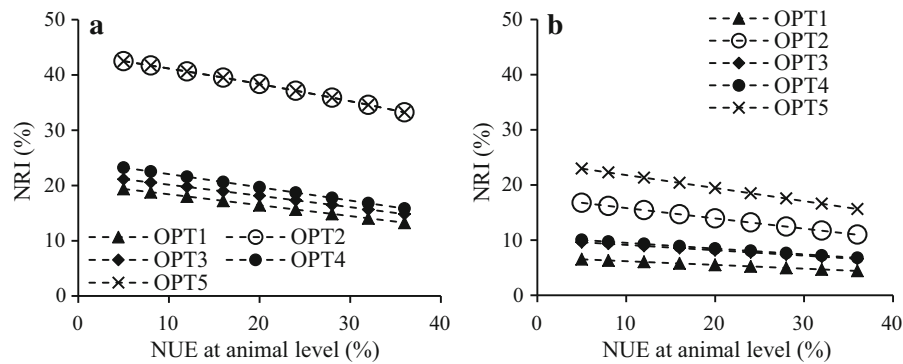 a
50
40
30
20
10
0
NRI (%)
OPT1 OPT2
OPT3 OPT4
OPT5
0 10 20 30 40
NUE at animal level (%)
b
50
40
30
20
10
0
NRI (%)
OPT1
OPT2
OPT3
OPT4
OPT5
0 10 20 30 40
NUE at animal level (%)